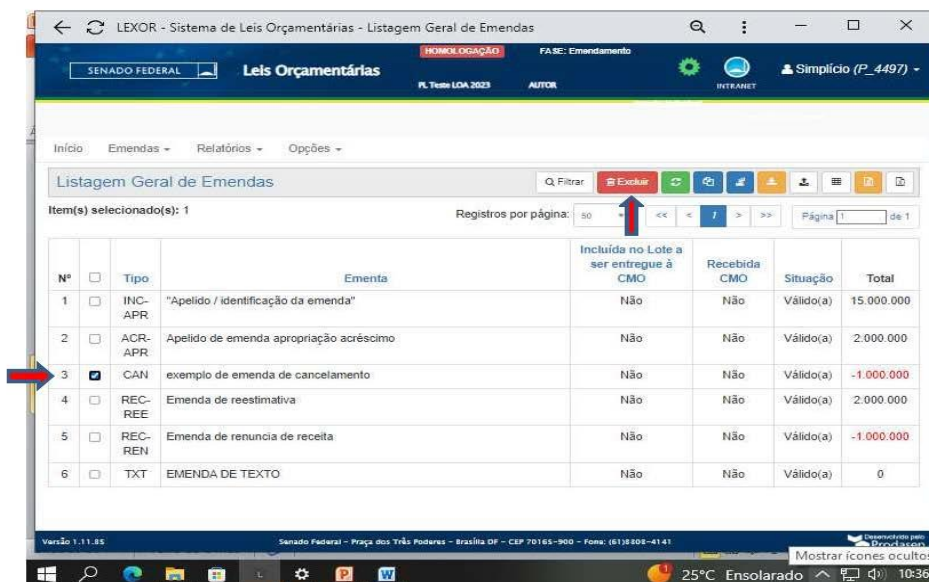 LEXOR - Sistema de Leis Orçamentárias - Listagem Geral de Emendas
HOMOLOGAÇÃO FASE: Emendamento
SENADO FEDERAL Leis Orçamentárias Simplício (P_4497)
PL Teste LOA 2023 AUTOR INTRANET
Início Emendas Relatórios Opções
Listagem Geral de Emendas Filtrar Excluir
Item(s) selecionado(s): 1 Registros por página: 50 << < 1 > >> Página 1 de 1
Incluída no Lote a
ser entregue à Recebida
Nº Tipo Ementa CMO CMO Situação Total
1 INC- "Apelido / identificação da emenda" Não Não Válido(a) 15.000.000
APR
2 ACR- Apelido de emenda apropriação acréscimo Não Não Válido(a) 2.000.000
APR
3 CAN exemplo de emenda de cancelamento Não Não Válido(a) -1.000.000
4 REC- Emenda de reestimativa Não Não Válido(a) 2.000.000
REE
5 REC- Emenda de renuncia de receita Não Não Válido(a) -1.000.000
REN
6 TXT EMENDA DE TEXTO Não Não Válido(a) 0
Versão 1.11.85 Senado Federal - Praça dos Três Poderes - Brasília DF - CEP 70165-900 - Fone: (61)8808-4141 Desenvolvido pelo
Prodasen
Mostrar ícones ocultos
1 25°C Ensolarado 10:36